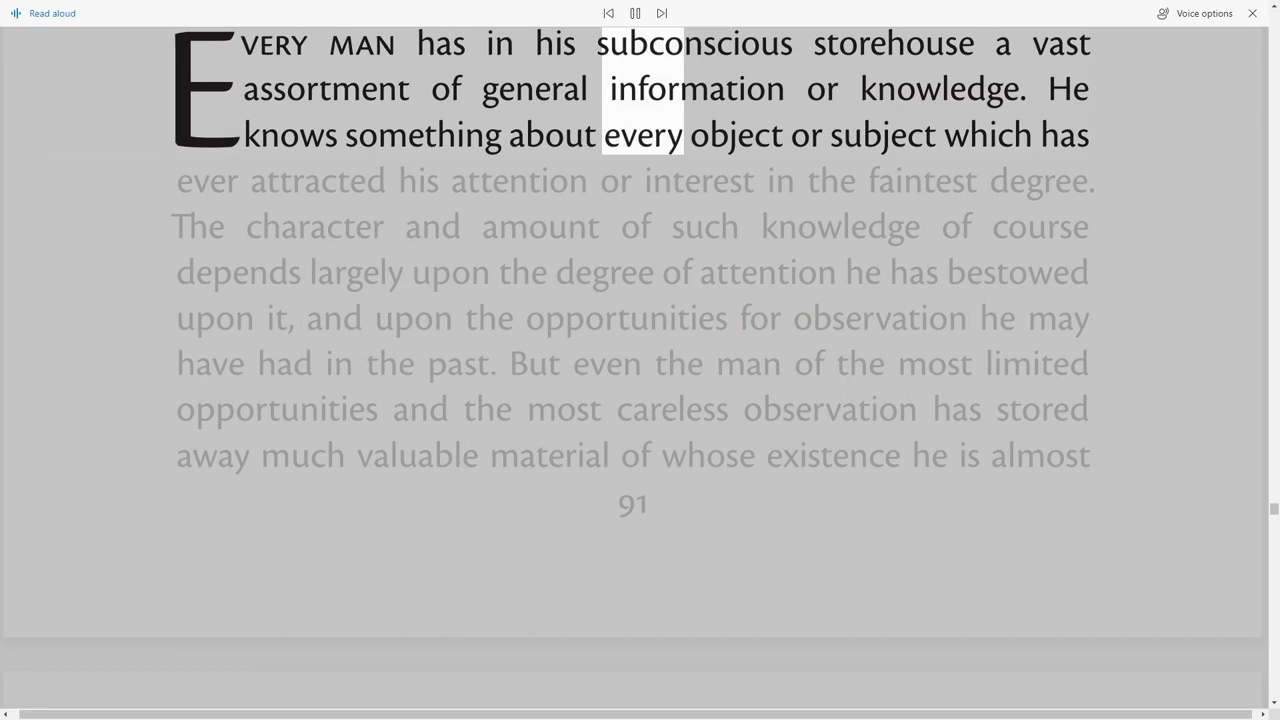 Read aloud
Voice options
EVERY MAN has in his subconscious storehouse a vast
assortment of general information or knowledge. He
knows something about every object or subject which has
ever attracted his attention or interest in the faintest degree.
The character and amount of such knowledge of course
depends largely upon the degree of attention he has bestowed
upon it, and upon the opportunities for observation he may
have had in the past. But even the man of the most limited
opportunities and the most careless observation has stored
away much valuable material of whose existence he is almost
91